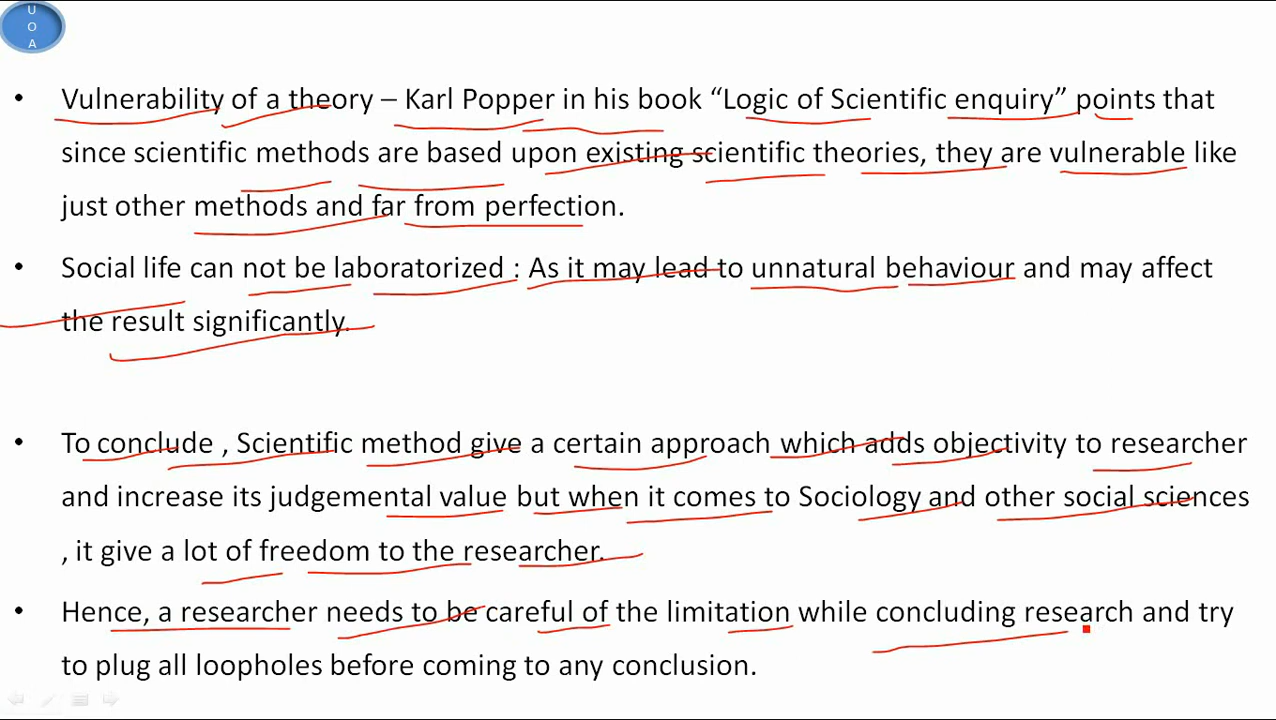 U
O
A
• Vulnerability of a theory – Karl Popper in his book “Logic of Scientific enquiry” points that
since scientific methods are based upon existing scientific theories, they are vulnerable like
just other methods and far from perfection.
• Social life can not be laboratorized : As it may lead to unnatural behaviour and may affect
the result significantly.
• To conclude , Scientific method give a certain approach which adds objectivity to researcher
and increase its judgemental value but when it comes to Sociology and other social sciences
, it give a lot of freedom to the researcher.
• Hence, a researcher needs to be careful of the limitation while concluding research and try
to plug all loopholes before coming to any conclusion.